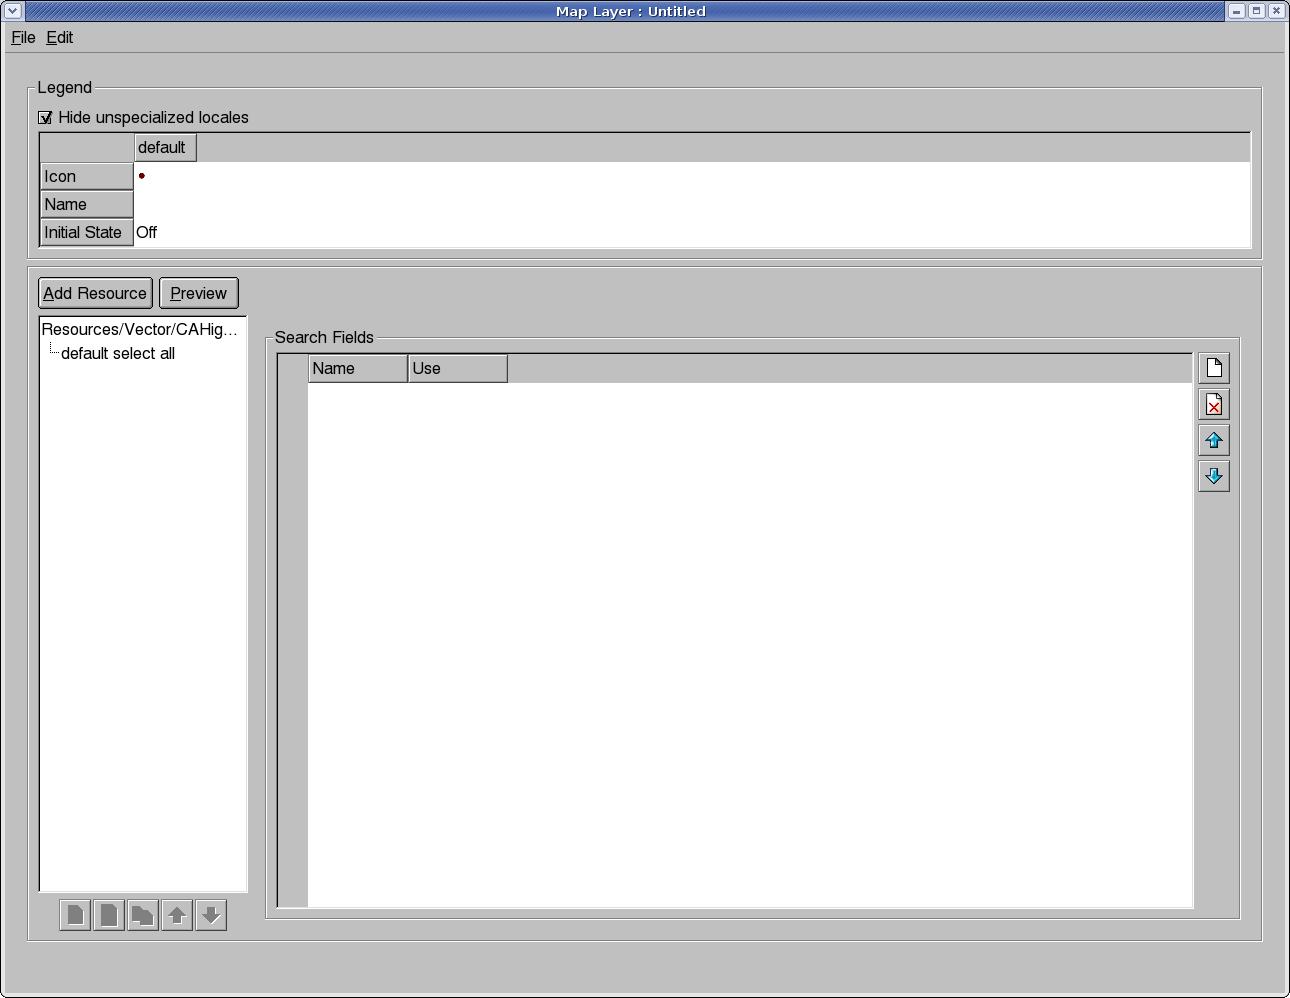 Map Layer : Untitled
File Edit
Legend
Hide unspecialized locales
default
Icon
Name
Initial State Off
Add Resource Preview
Resources/Vector/CAHig...
default select all
Search Fields
Name Use